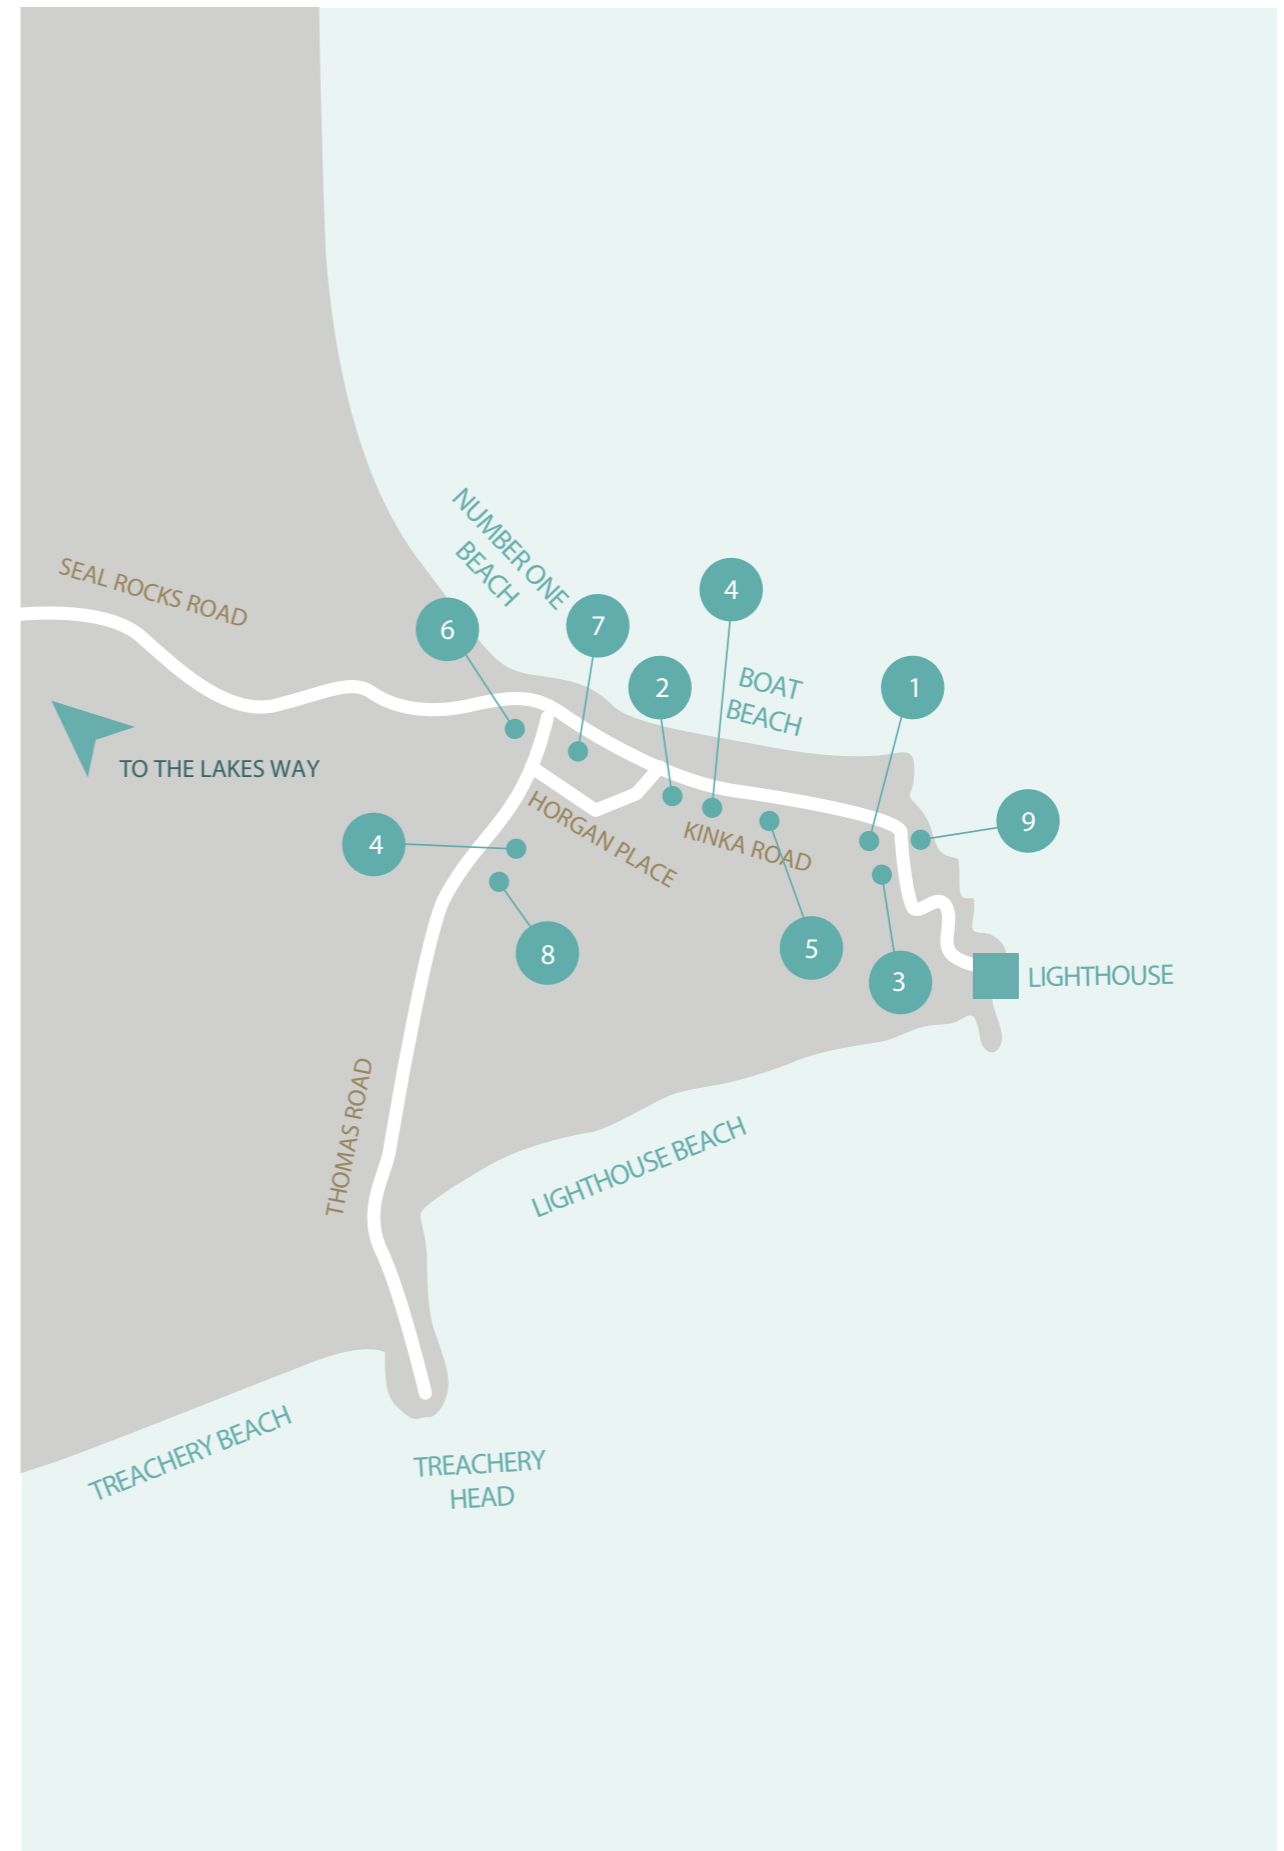 NUMBER ONE
BEACH
SEAL ROCKS ROAD
4
6
7
2
BOAT
BEACH
1
TO THE LAKES WAY
HORGAN PLACE
KINKA ROAD
9
4
8
5
3
LIGHTHOUSE
THOMAS ROAD
LIGHTHOUSE BEACH
TREACHERY BEACH
TREACHERY
HEAD